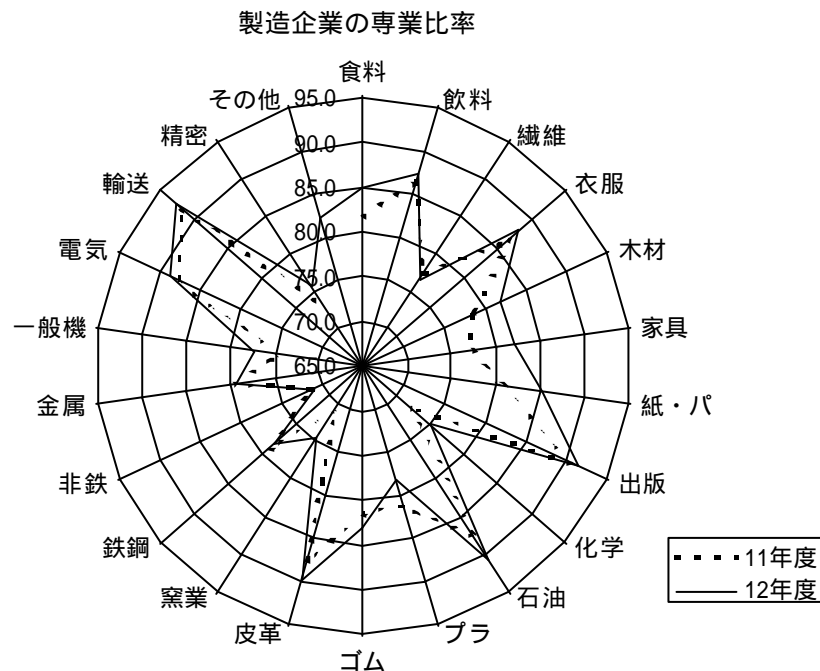 製造企業の専業比率
食料
飲料
繊維
衣服
木材
家具
紙・パ
出版
化学
石油
プラ
ゴム
皮革
窯業
鉄鋼
非鉄
金属
一般機
電気
輸送
精密
その他
95.0
90.0
85.0
80.0
75.0
70.0
65.0
11年度
12年度